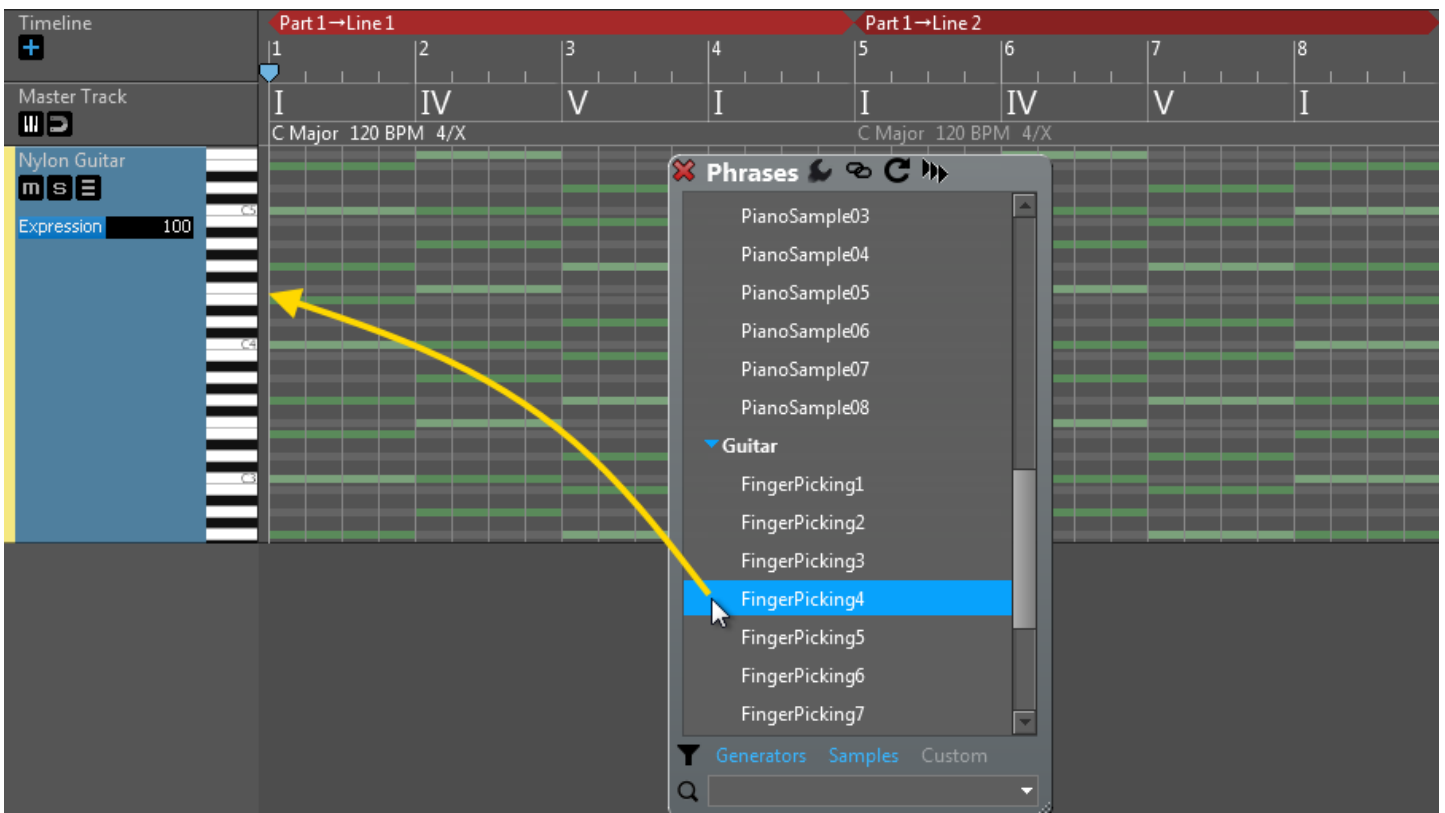 Timeline
Part 1→Line 1
Part 1→Line 2
1 2 3 4 5 6 7 8
Master Track
I IV V I I IV V I
C Major 120 BPM 4/X
C Major 120 BPM 4/X
Nylon Guitar
m s
Expression 100
C5
C4
C3
Phrases
PianoSample03
PianoSample04
PianoSample05
PianoSample06
PianoSample07
PianoSample08
Guitar
FingerPicking1
FingerPicking2
FingerPicking3
FingerPicking4
FingerPicking5
FingerPicking6
FingerPicking7
Generators Samples Custom